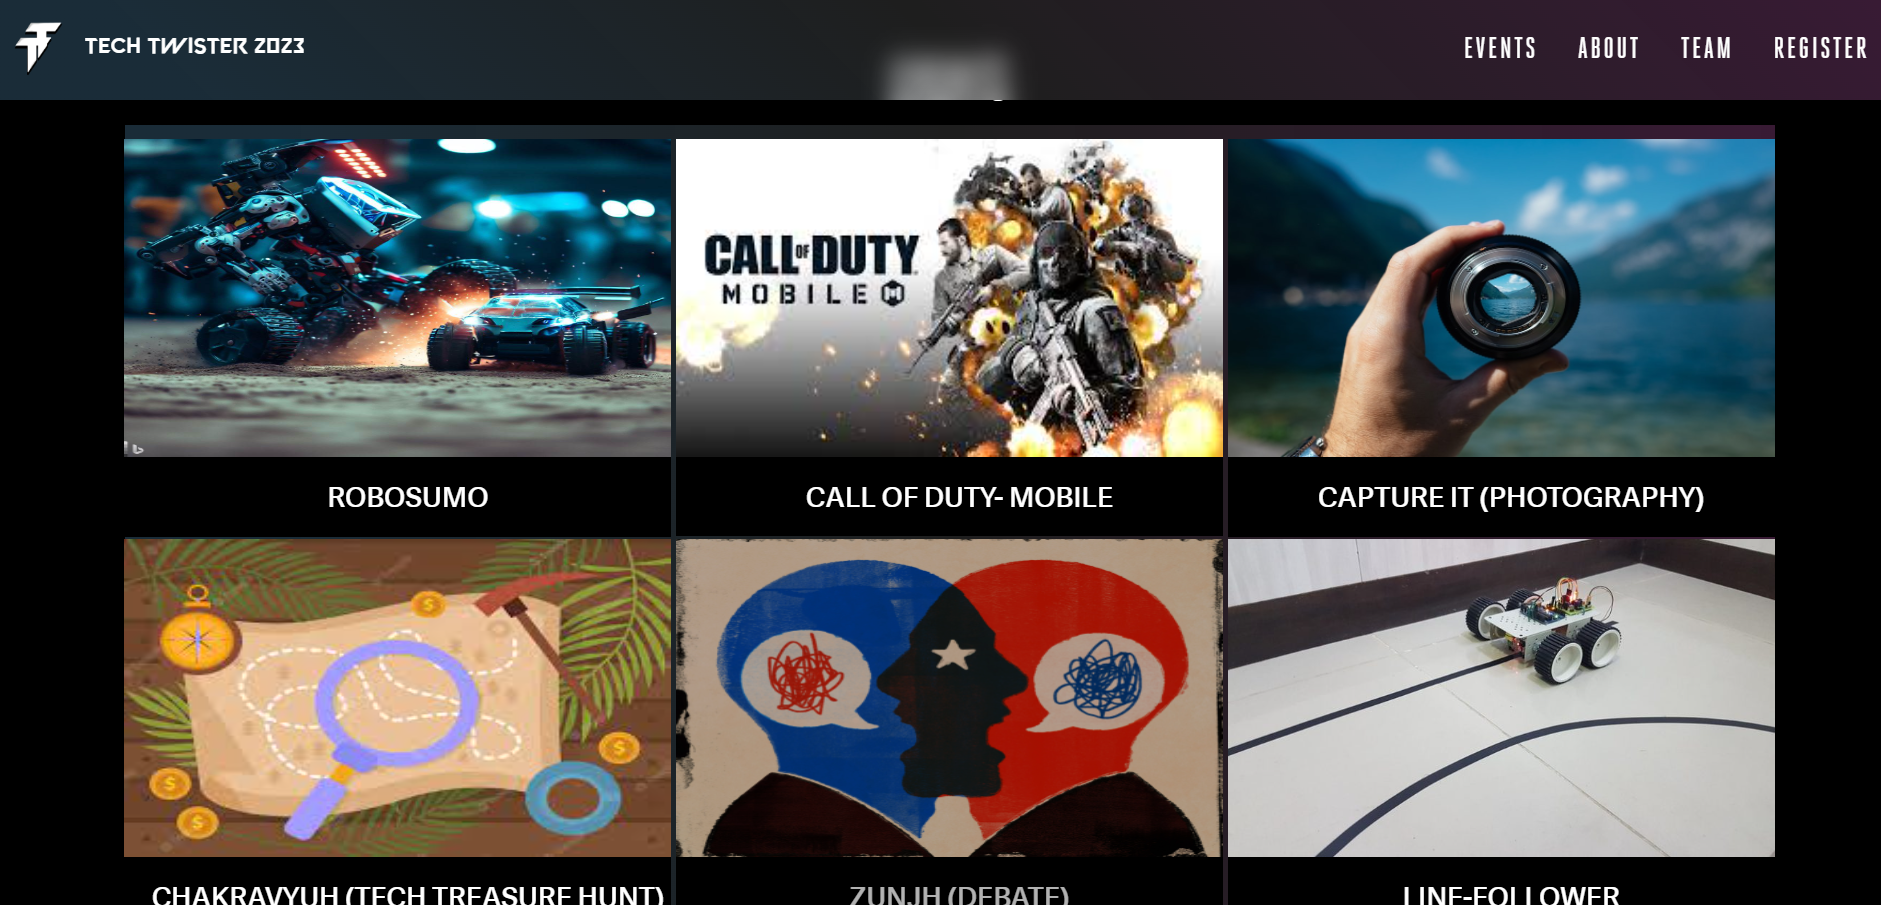 TECH TWISTER 2023
EVENTS ABOUT TEAM REGISTER
CALL OF DUTY
MOBILE
ROBOSUMO
CALL OF DUTY- MOBILE
CAPTURE IT (PHOTOGRAPHY)
CHAKRAVYUH (TECH TREASURE HUNT)
ZUNJH (DEBATE)
LINE-FOLLOWER